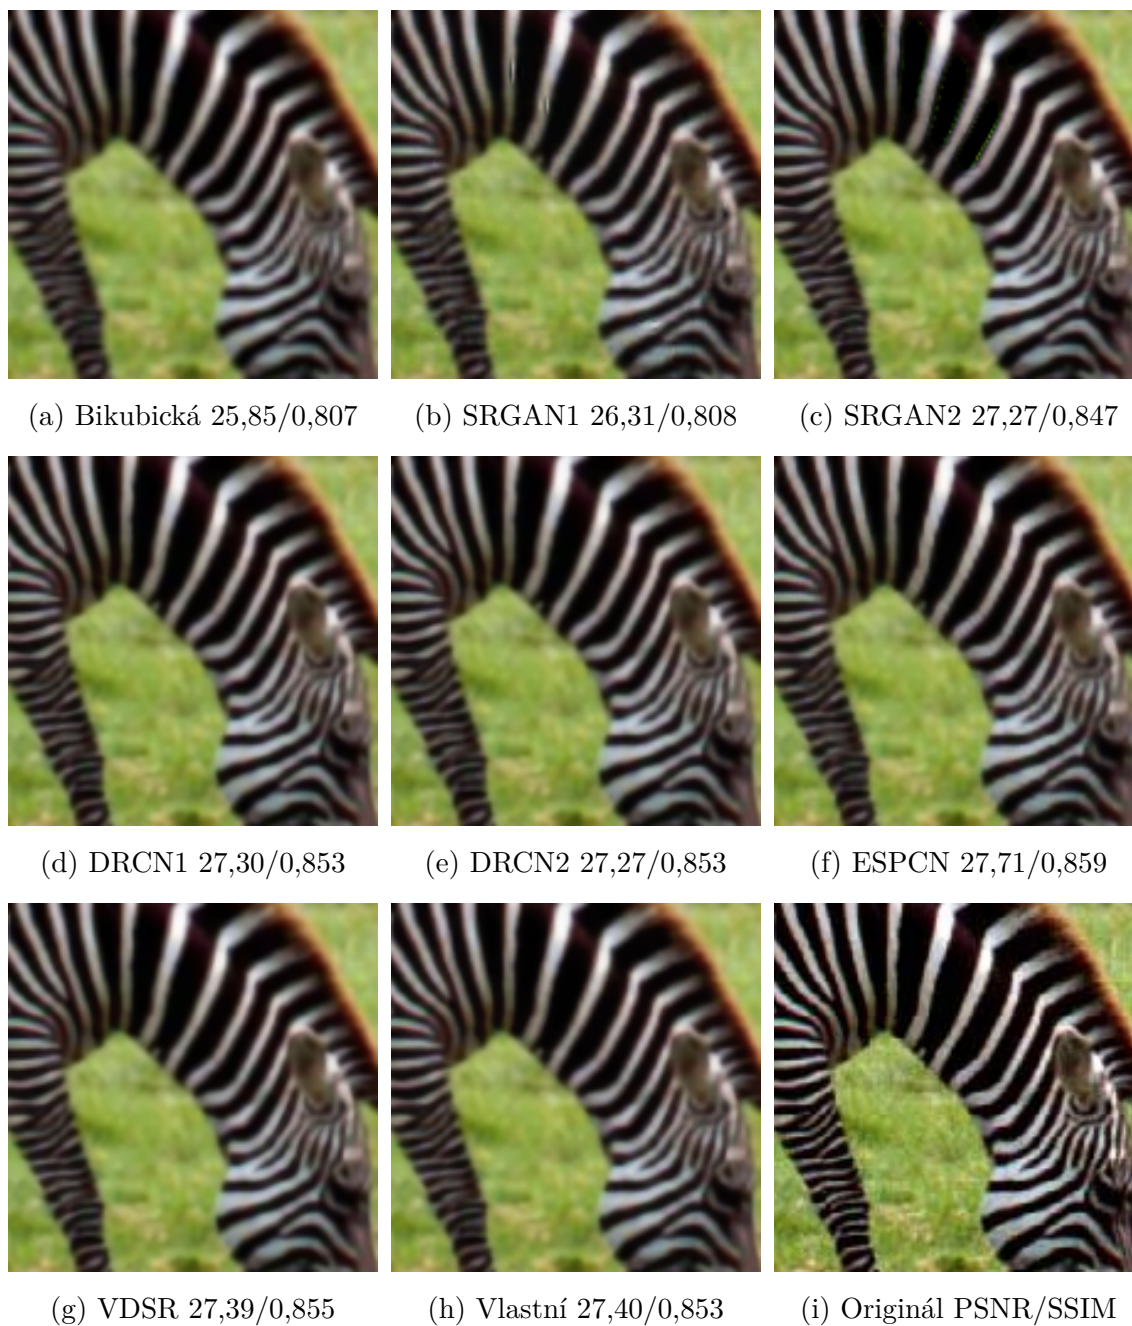 (a) Bikubická 25,85/0,807
(b) SRGAN1 26,31/0,808
(c) SRGAN2 27,27/0,847
(d) DRCN1 27,30/0,853
(e) DRCN2 27,27/0,853
(f) ESPCN 27,71/0,859
(g) VDSR 27,39/0,855
(h) Vlastní 27,40/0,853
(i) Originál PSNR/SSIM